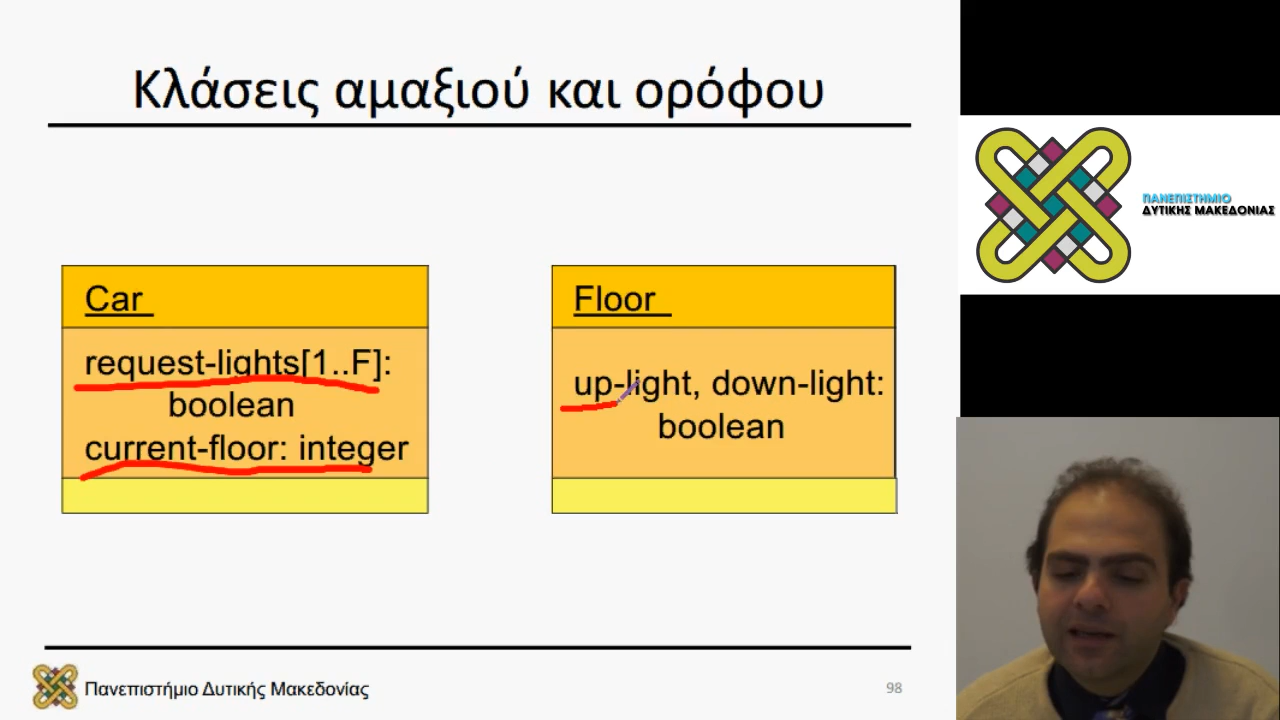 Κλάσεις αμαξιού και ορόφου
Car
request-lights[1..F]:
boolean
current-floor: integer
Floor
up-light, down-light:
boolean
Πανεπιστήμιο Δυτικής Μακεδονίας
98
ΠΑΝΕΠΙΣΤΗΜΙΟ
ΔΥΤΙΚΗΣ ΜΑΚΕΔΟΝΙΑΣ